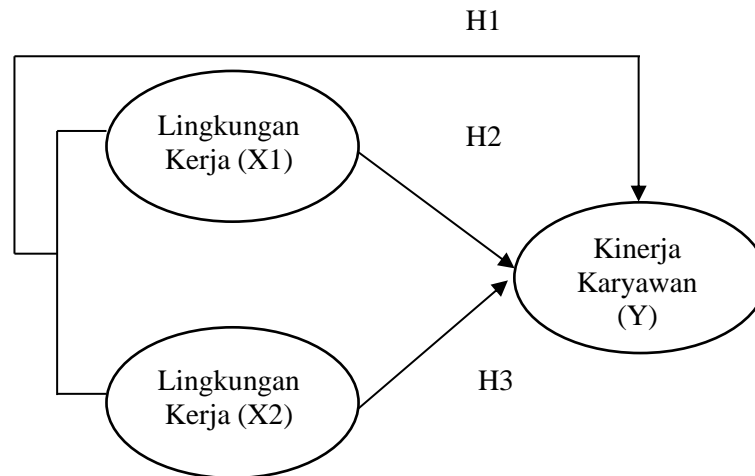 H1
Lingkungan
Kerja (X1)
H2
Kinerja
Karyawan
(Y)
Lingkungan
Kerja (X2)
H3